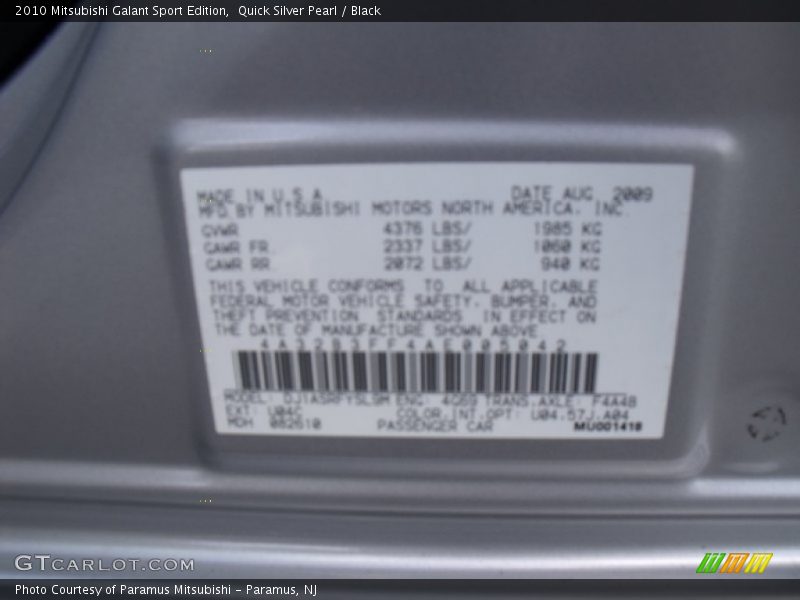 2010 Mitsubishi Galant Sport Edition,  Quick Silver Pearl / Black
MADE IN U.S.A. DATE AUG 2009
MFD BY MITSUBISHI MOTORS NORTH AMERICA, INC.
GVWR 4376 LBS/ 1985 KG
GAWR FR. 2337 LBS/ 1060 KG
GAWR RR. 2072 LBS/ 940 KG
THIS VEHICLE CONFORMS TO ALL APPLICABLE
FEDERAL MOTOR VEHICLE SAFETY, BUMPER, AND
THEFT PREVENTION STANDARDS IN EFFECT ON
THE DATE OF MANUFACTURE SHOWN ABOVE
4A32B3FF4AE005042
MODEL: DJ1ASRFYSL9M ENG: 4G69 TRANS.AXLE: F4A4B
EXT: U04C COLOR.INT.OPT: U04.57J.A04
MDH 082610 PASSENGER CAR MU001418
GTCARLOT.COM
Photo Courtesy of Paramus Mitsubishi - Paramus, NJ